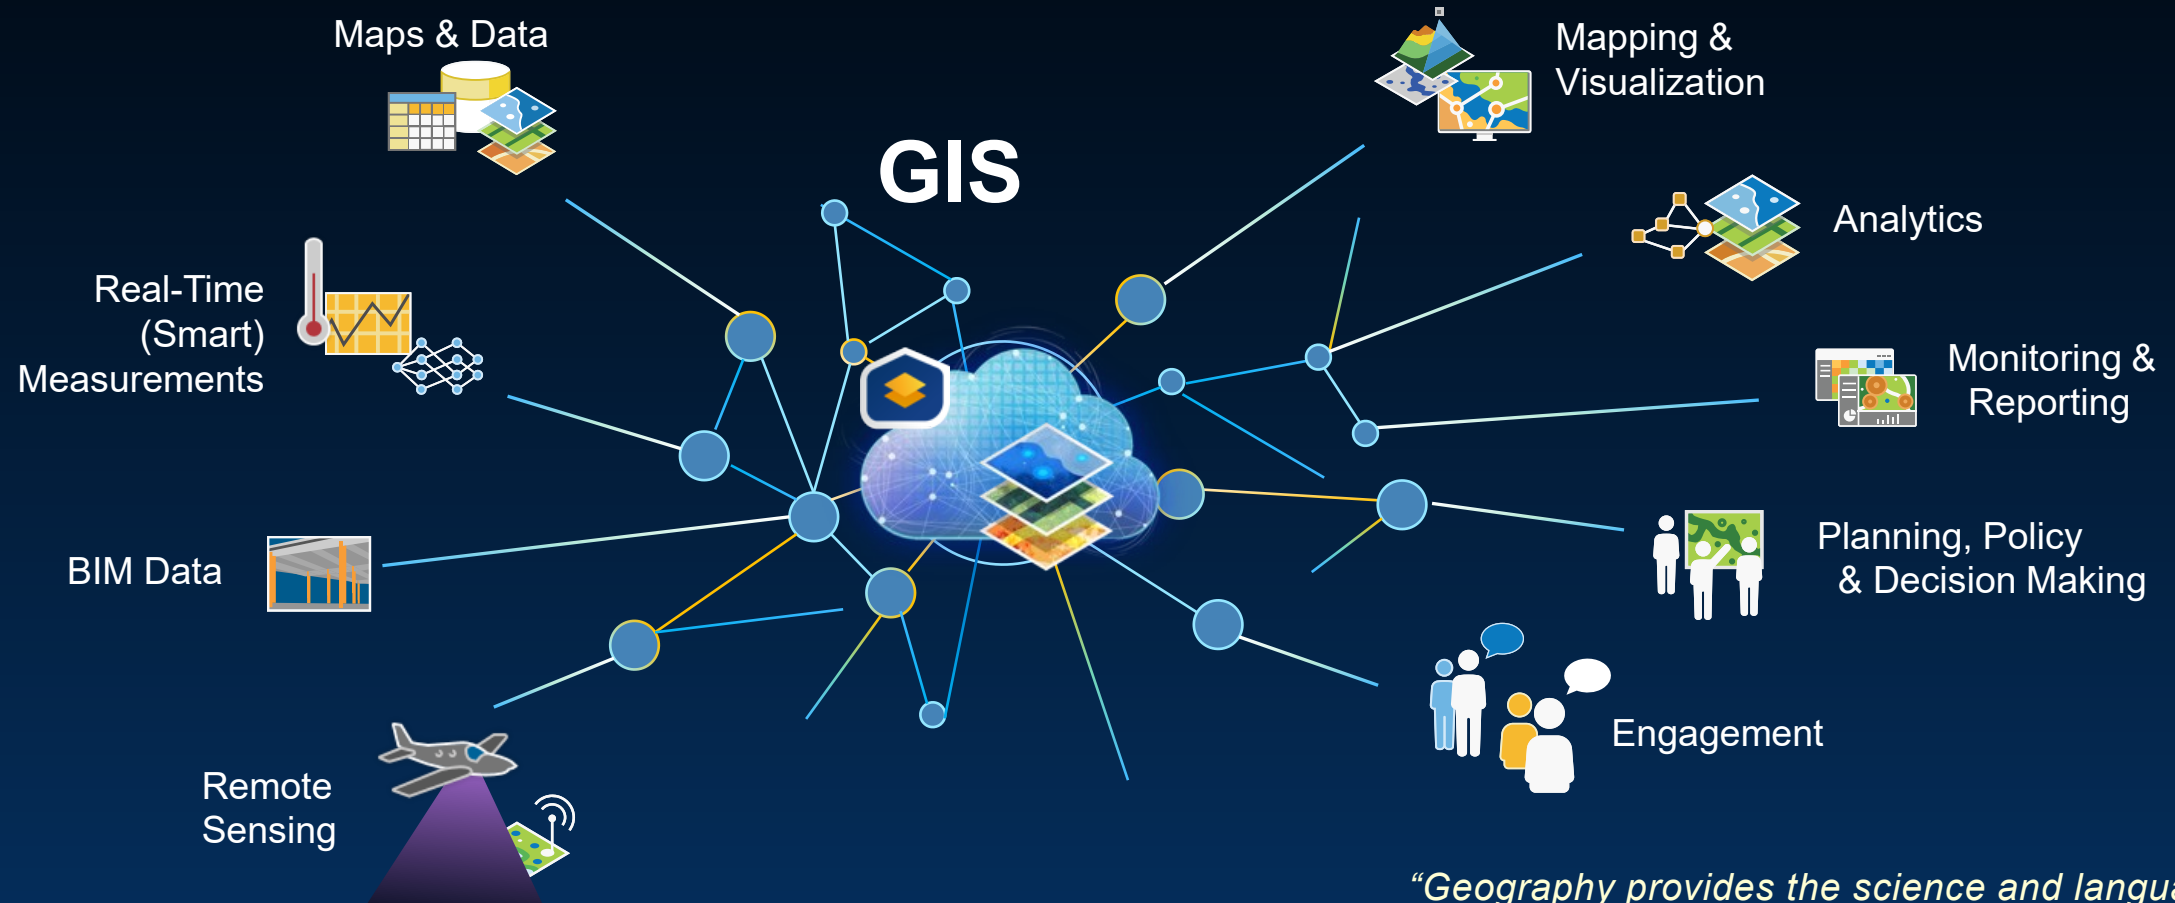 Maps & Data
Real-Time
(Smart)
Measurements
BIM Data
Remote
Sensing
GIS
Mapping &
Visualization
Analytics
Monitoring &
Reporting
Planning, Policy
& Decision Making
Engagement
“Geography provides the science and